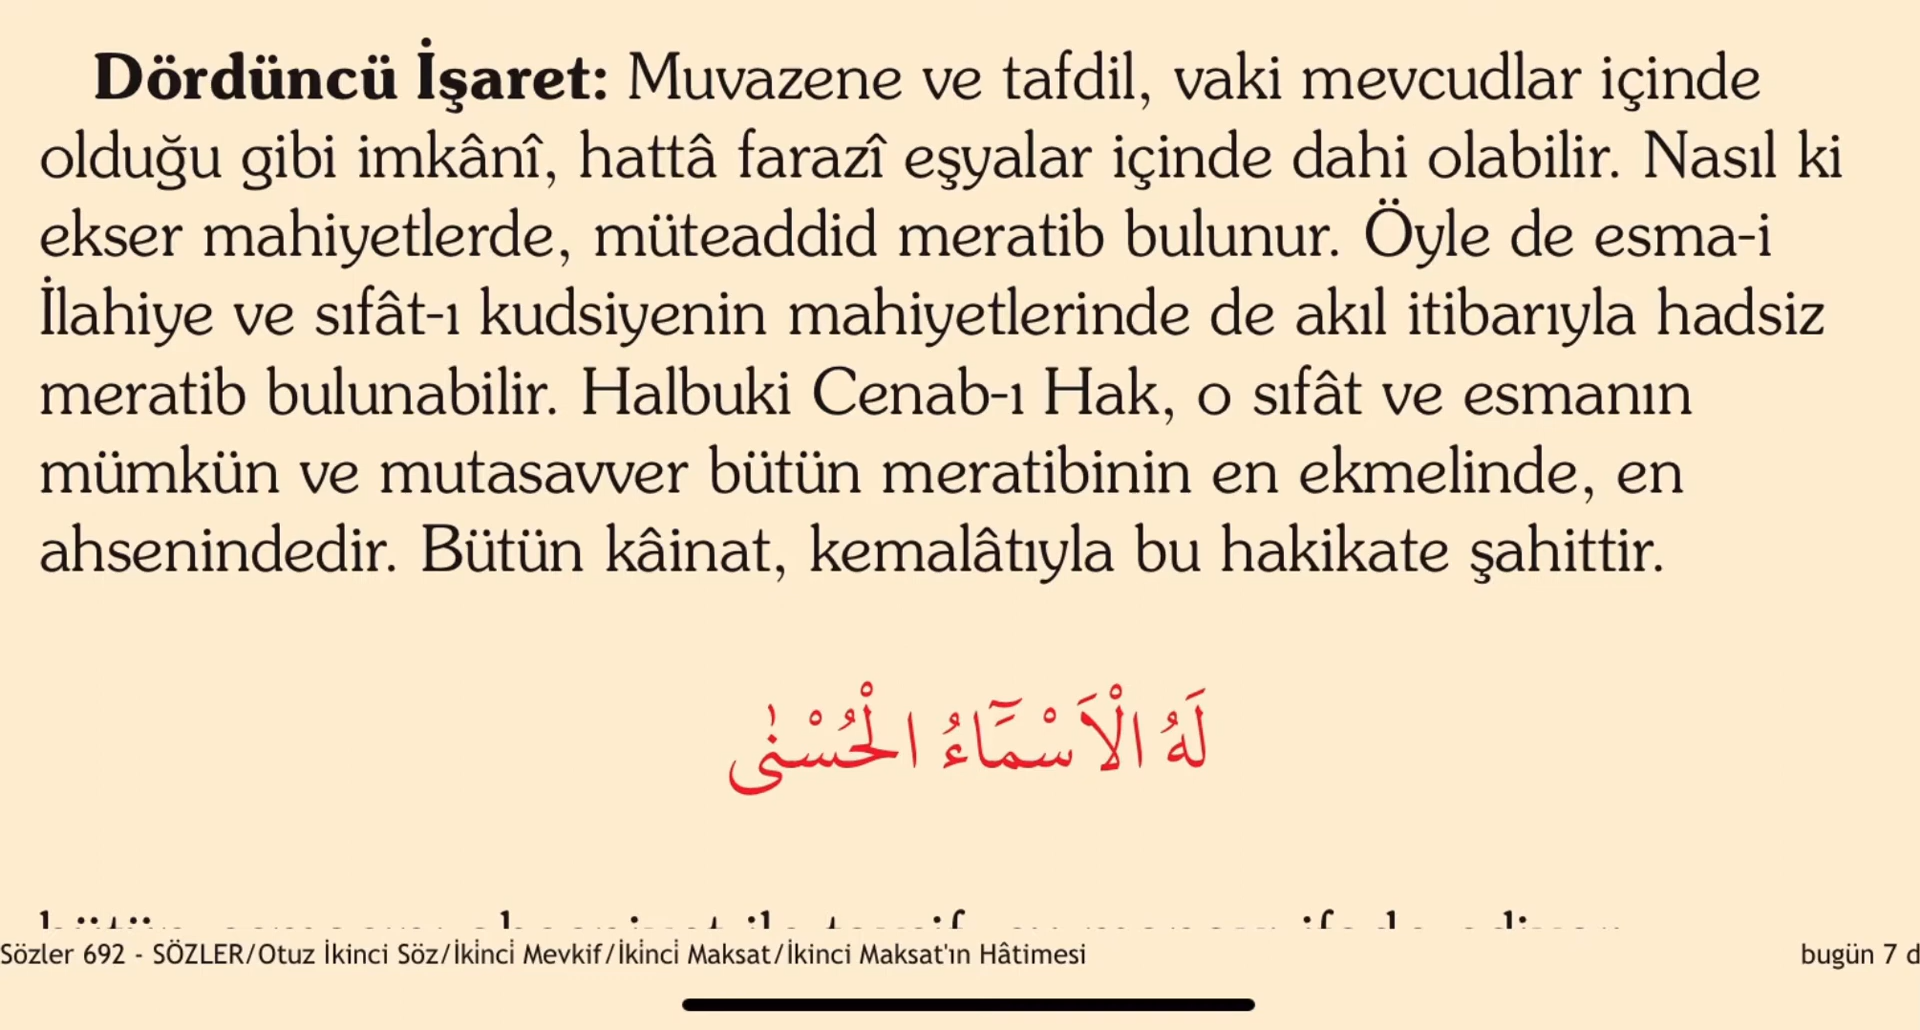 Dördüncü İşaret: Muvazene ve tafdil, vaki mevcudlar içinde
olduğu gibi imkânî, hattâ farazî eşyalar içinde dahi olabilir. Nasıl ki
ekser mahiyetlerde, müteaddid meratib bulunur. Öyle de esma-i
İlahiye ve sıfât-ı kudsiyenin mahiyetlerinde de akıl itibarıyla hadsiz
meratib bulunabilir. Halbuki Cenab-ı Hak, o sıfât ve esmanın
mümkün ve mutasavver bütün meratibinin en ekmelinde, en
ahsenindedir. Bütün kâinat, kemalâtıyla bu hakikate şahittir.
لَهُ الْاَسْمَٓاءُ الْحُسْنٰى
Sözler 692 - SÖZLER/Otuz İkinci Söz/İkinci Mevkif/İkinci Maksat/İkinci Maksat'ın Hâtimesi
bugün 7 d